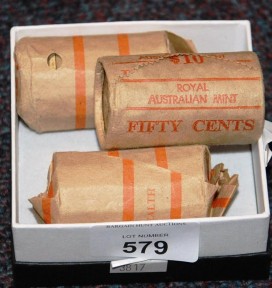 $10
ROYAL
AUSTRALIAN MINT
FIFTY CENTS
LOT NUMBER
579
3817